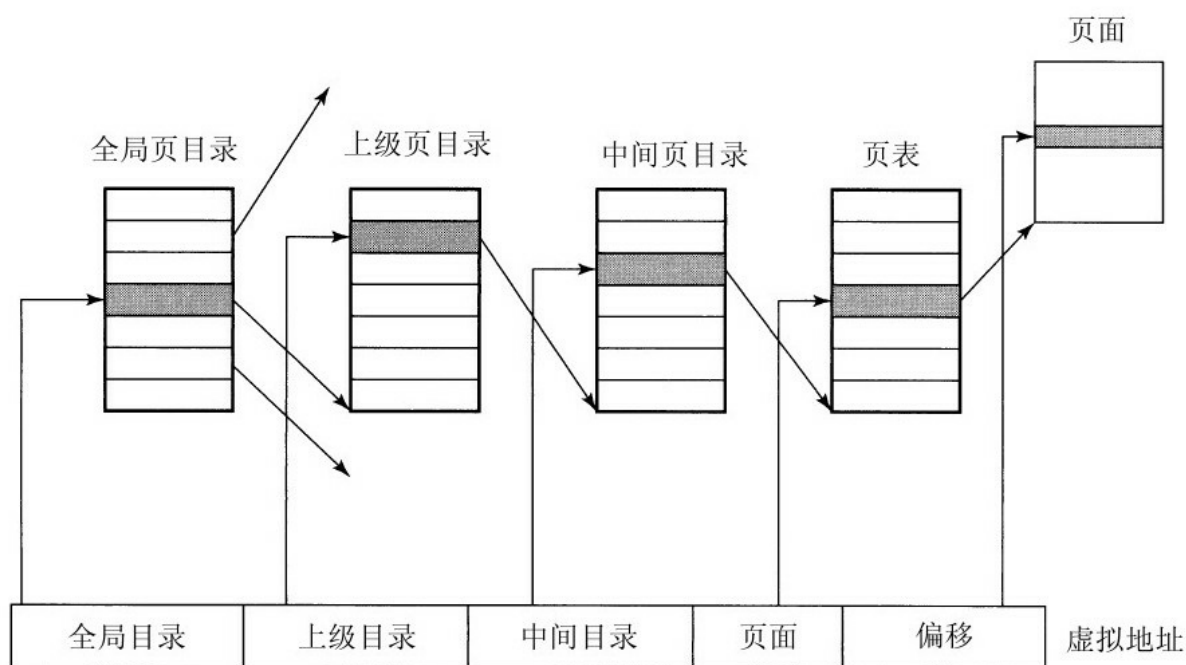 页面
全局页目录
上级页目录
中间页目录
页表
全局目录
上级目录
中间目录
页面
偏移
虚拟地址